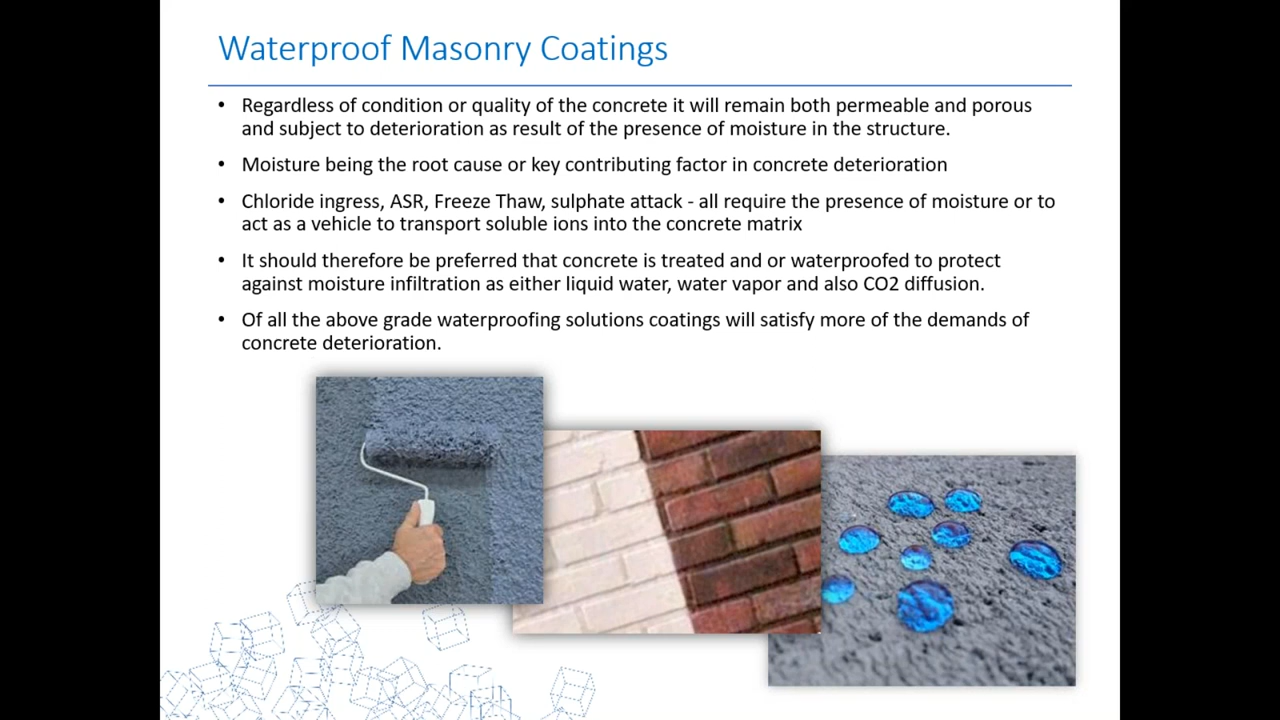 Waterproof Masonry Coatings
• Regardless of condition or quality of the concrete it will remain both permeable and porous
and subject to deterioration as result of the presence of moisture in the structure.
• Moisture being the root cause or key contributing factor in concrete deterioration
• Chloride ingress, ASR, Freeze Thaw, sulphate attack - all require the presence of moisture or to
act as a vehicle to transport soluble ions into the concrete matrix
• It should therefore be preferred that concrete is treated and or waterproofed to protect
against moisture infiltration as either liquid water, water vapor and also CO2 diffusion.
• Of all the above grade waterproofing solutions coatings will satisfy more of the demands of
concrete deterioration.